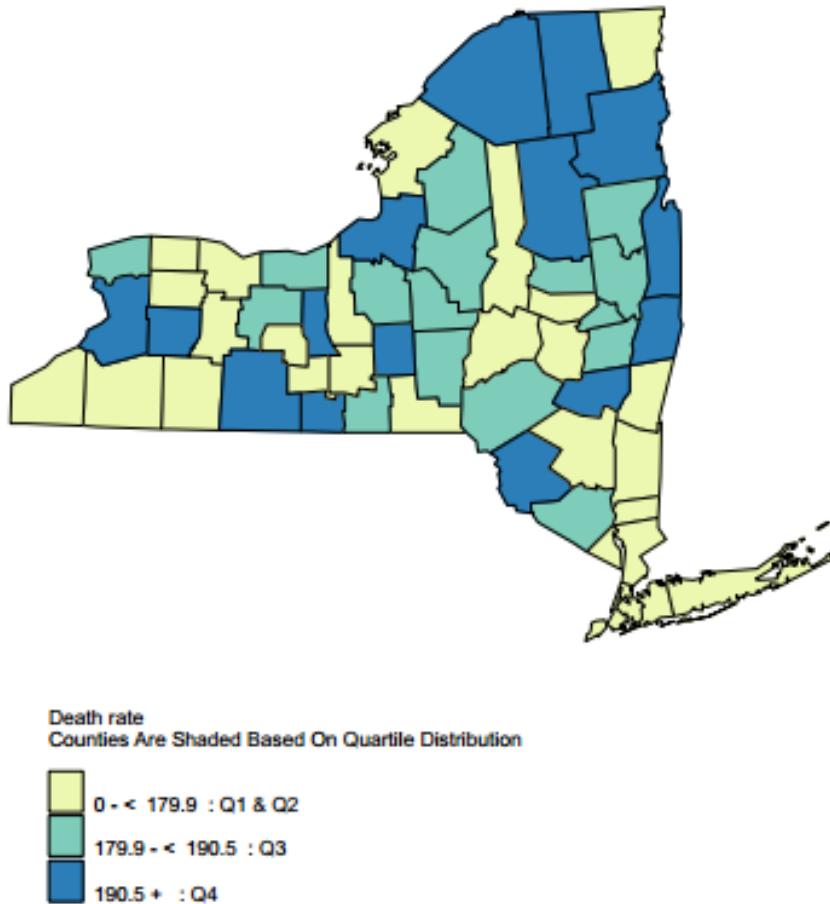 Death rate
Counties Are Shaded Based On Quartile Distribution
0 - < 179.9 : Q1 & Q2
179.9 - < 190.5 : Q3
190.5 + : Q4